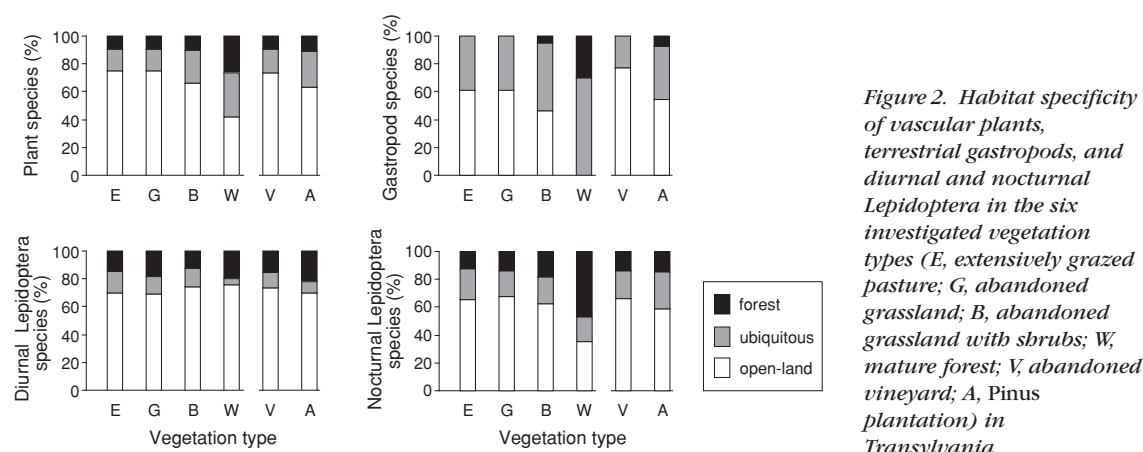 Plant species (%)
100
80
60
40
20
0
E G B W V A
Gastropod species (%)
100
80
60
40
20
0
E G B W V A
Diurnal Lepidoptera
species (%)
100
80
60
40
20
0
E G B W V A
Vegetation type
Nocturnal Lepidoptera
species (%)
100
80
60
40
20
0
E G B W V A
Vegetation type
forest
ubiquitous
open-land
Figure 2. Habitat specificity
of vascular plants,
terrestrial gastropods, and
diurnal and nocturnal
Lepidoptera in the six
investigated vegetation
types (E, extensively grazed
pasture; G, abandoned
grassland; B, abandoned
grassland with shrubs; W,
mature forest; V, abandoned
vineyard; A, Pinus
plantation) in
Transylvania